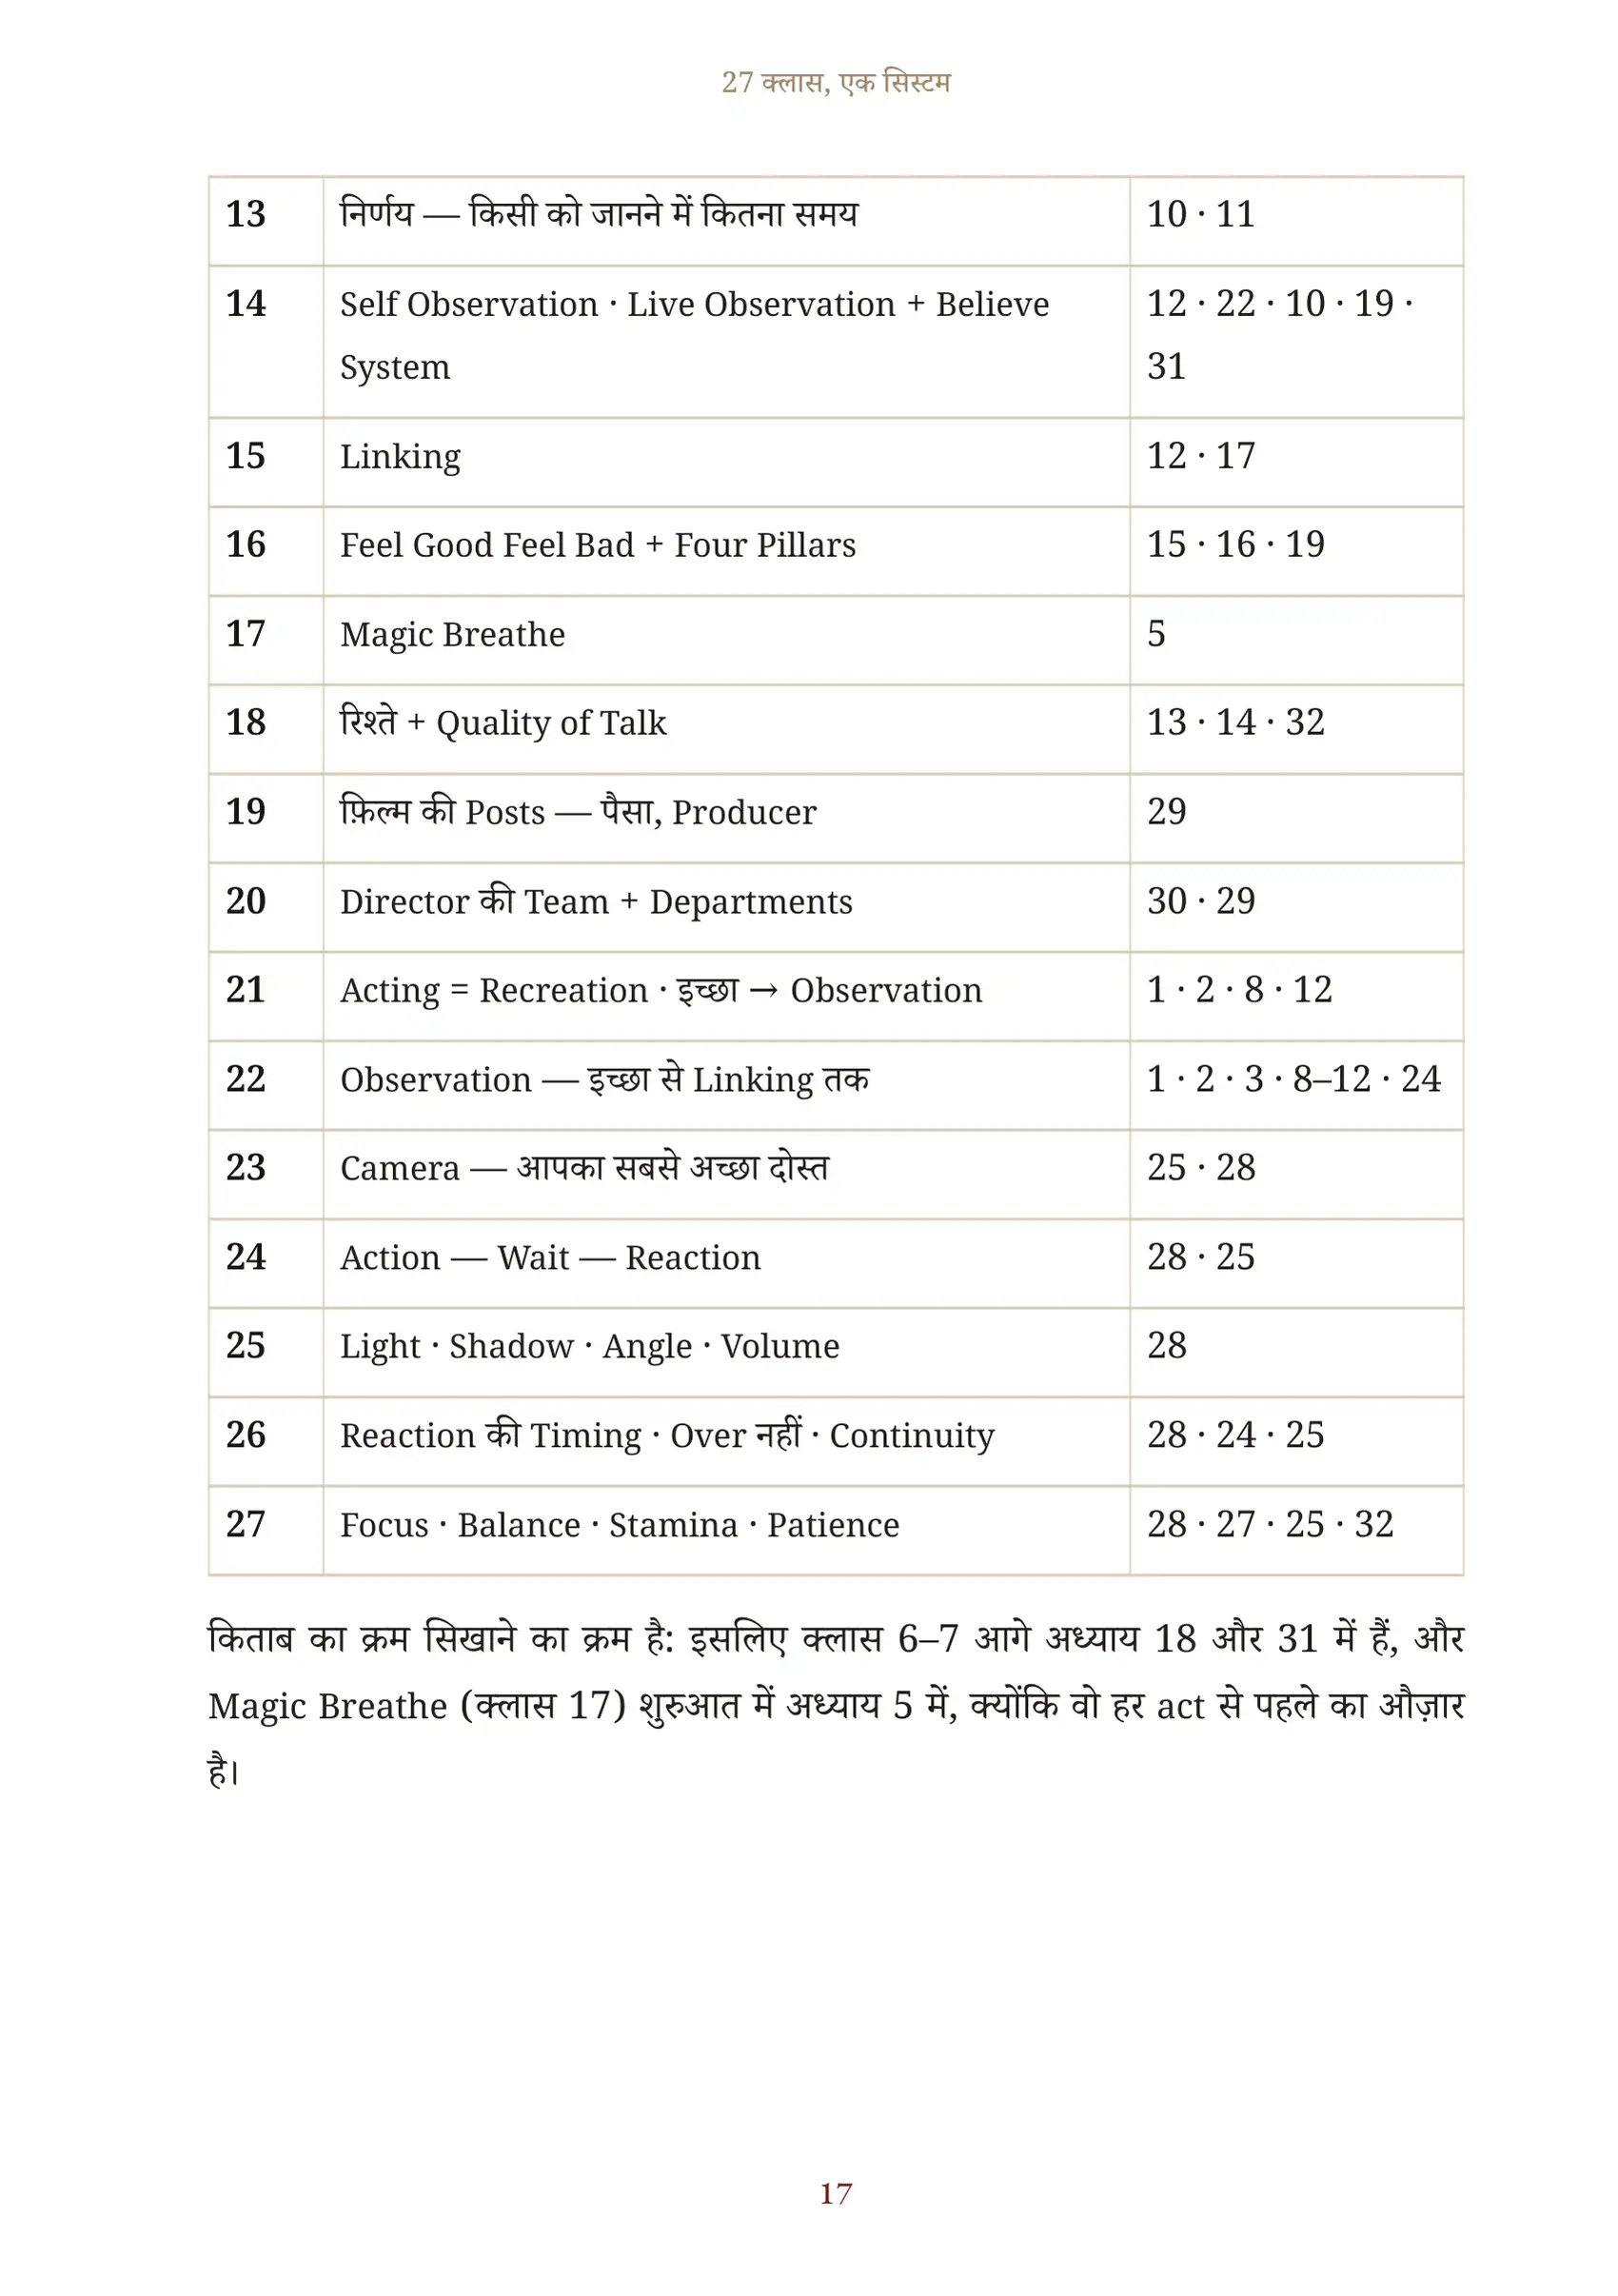 27 क्लास, एक सिस्टम
13 निर्णय — किसी को जानने में कितना समय 10 · 11
14 Self Observation · Live Observation + Believe 12 · 22 · 10 · 19 ·
System 31
15 Linking 12 · 17
16 Feel Good Feel Bad + Four Pillars 15 · 16 · 19
17 Magic Breathe 5
18 रिश्ते + Quality of Talk 13 · 14 · 32
19 फ़िल्म की Posts — पैसा, Producer 29
20 Director की Team + Departments 30 · 29
21 Acting = Recreation · इच्छा → Observation 1 · 2 · 8 · 12
22 Observation — इच्छा से Linking तक 1 · 2 · 3 · 8–12 · 24
23 Camera — आपका सबसे अच्छा दोस्त 25 · 28
24 Action — Wait — Reaction 28 · 25
25 Light · Shadow · Angle · Volume 28
26 Reaction की Timing · Over नहीं · Continuity 28 · 24 · 25
27 Focus · Balance · Stamina · Patience 28 · 27 · 25 · 32
किताब का क्रम सिखाने का क्रम है: इसलिए क्लास 6–7 आगे अध्याय 18 और 31 में हैं, और
Magic Breathe (क्लास 17) शुरुआत में अध्याय 5 में, क्योंकि वो हर act से पहले का औज़ार
है।
17